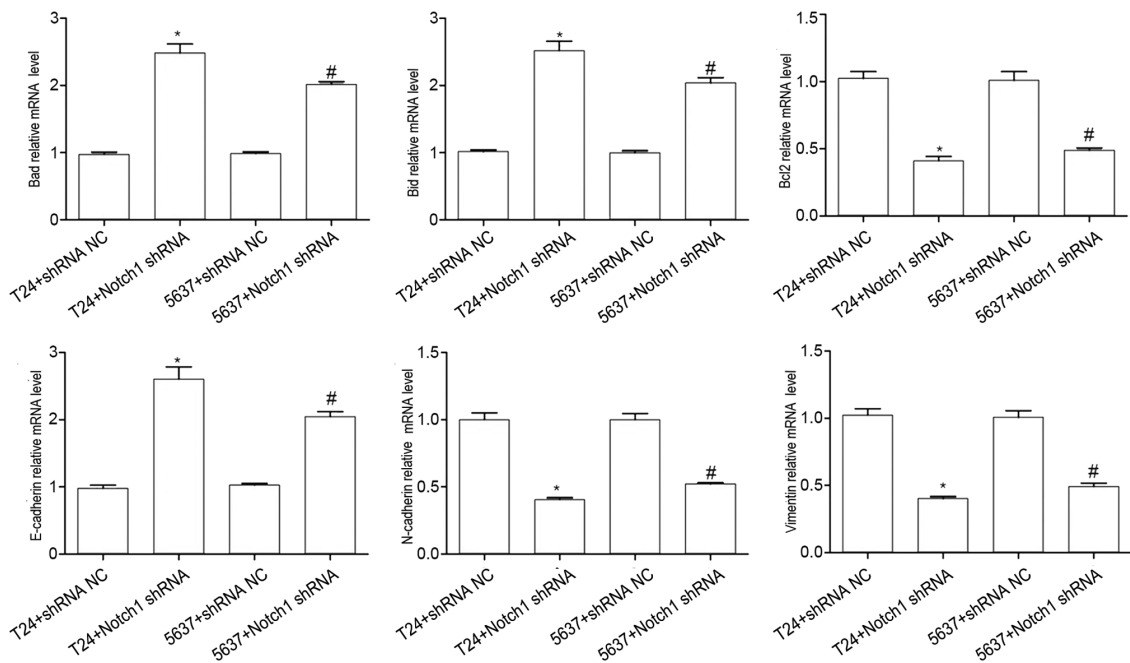 Bad relative mRNA level
3
2
1
0
*
#
T24+shRNA NC
T24+Notch1 shRNA
5637+shRNA NC
5637+Notch1 shRNA
Bid relative mRNA level
3
2
1
0
*
#
T24+shRNA NC
T24+Notch1 shRNA
5637+shRNA NC
5637+Notch1 shRNA
Bcl2 relative mRNA level
1.5
1.0
0.5
0.0
*
#
T24+shRNA NC
T24+Notch1 shRNA
5637+shRNA NC
5637+Notch1 shRNA
E-cadherin relative mRNA level
3
2
1
0
*
#
T24+shRNA NC
T24+Notch1 shRNA
5637+shRNA NC
5637+Notch1 shRNA
N-cadherin relative mRNA level
1.5
1.0
0.5
0.0
*
#
T24+shRNA NC
T24+Notch1 shRNA
5637+shRNA NC
5637+Notch1 shRNA
Vimentin relative mRNA level
1.5
1.0
0.5
0.0
*
#
T24+shRNA NC
T24+Notch1 shRNA
5637+shRNA NC
5637+Notch1 shRNA